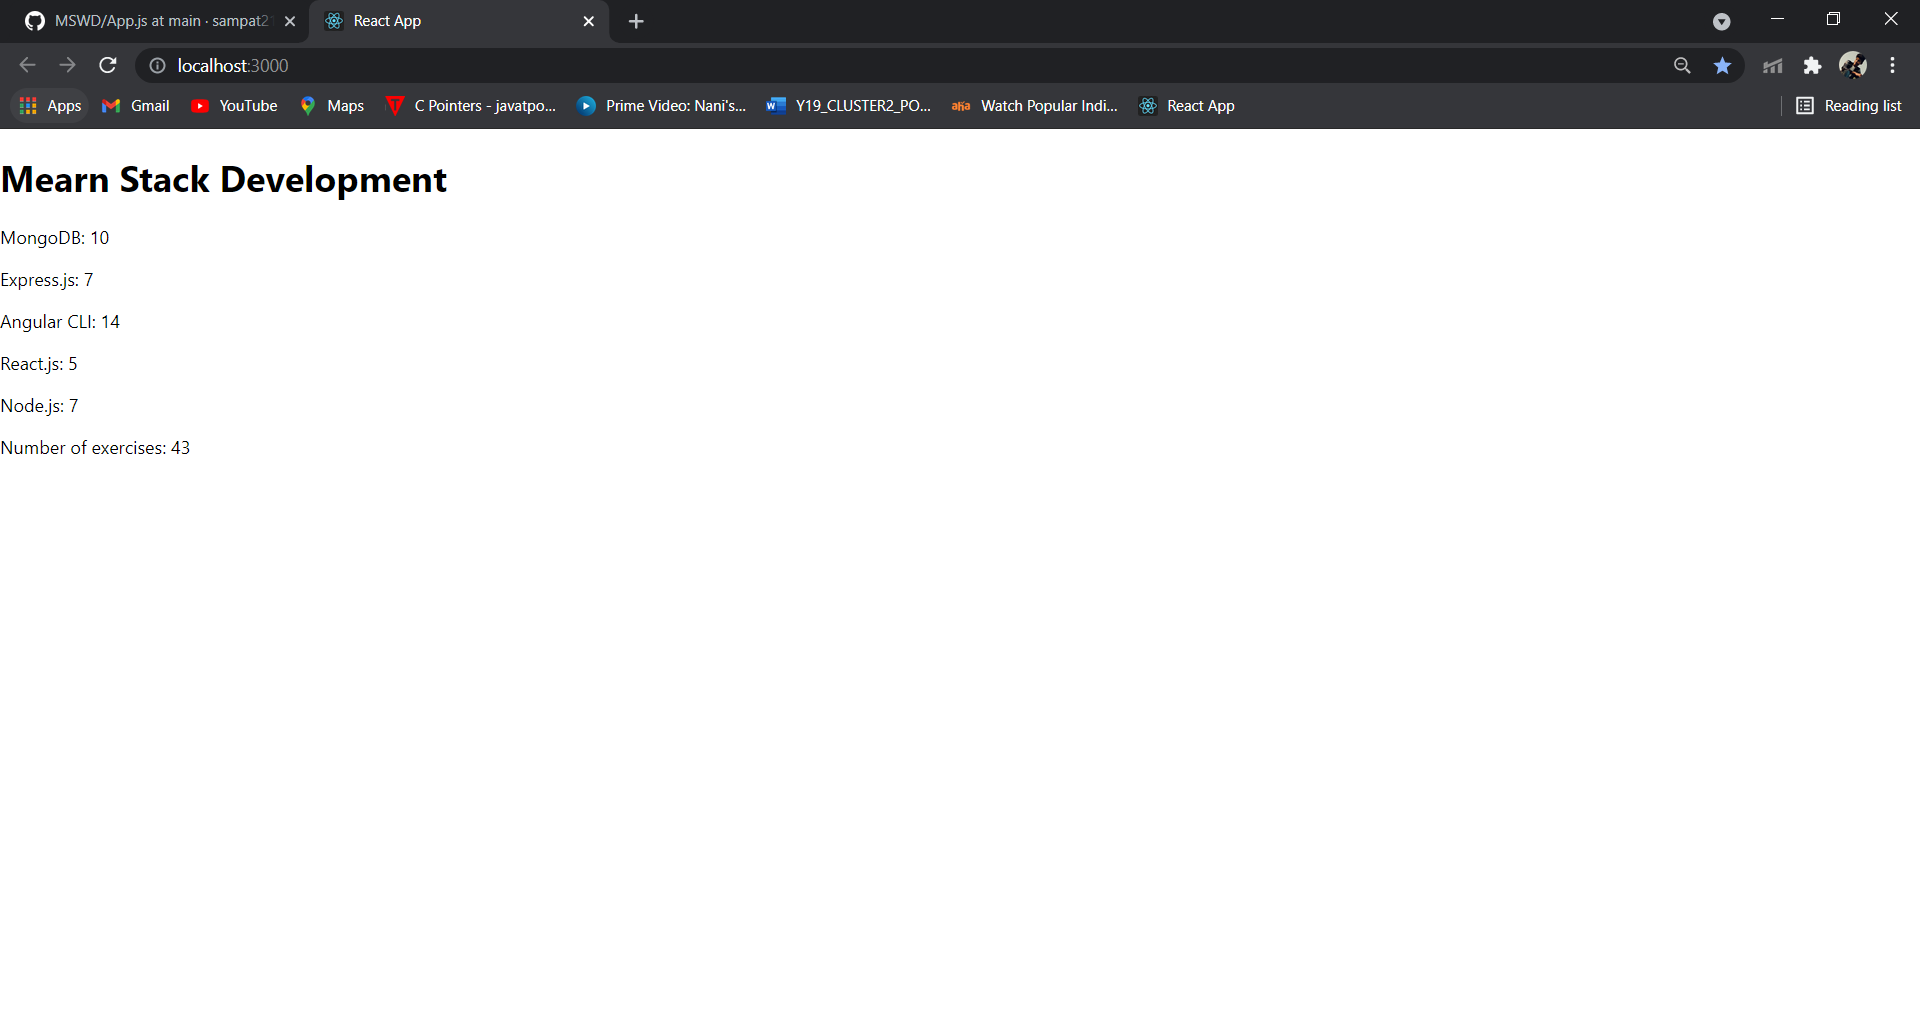 MSWD/App.js at main · sampat21
React App
localhost:3000
Apps
Gmail
YouTube
Maps
C Pointers - javatpo...
Prime Video: Nani's...
Y19_CLUSTER2_PO...
aha
Watch Popular Indi...
React App
Reading list
Mearn Stack Development
MongoDB: 10
Express.js: 7
Angular CLI: 14
React.js: 5
Node.js: 7
Number of exercises: 43